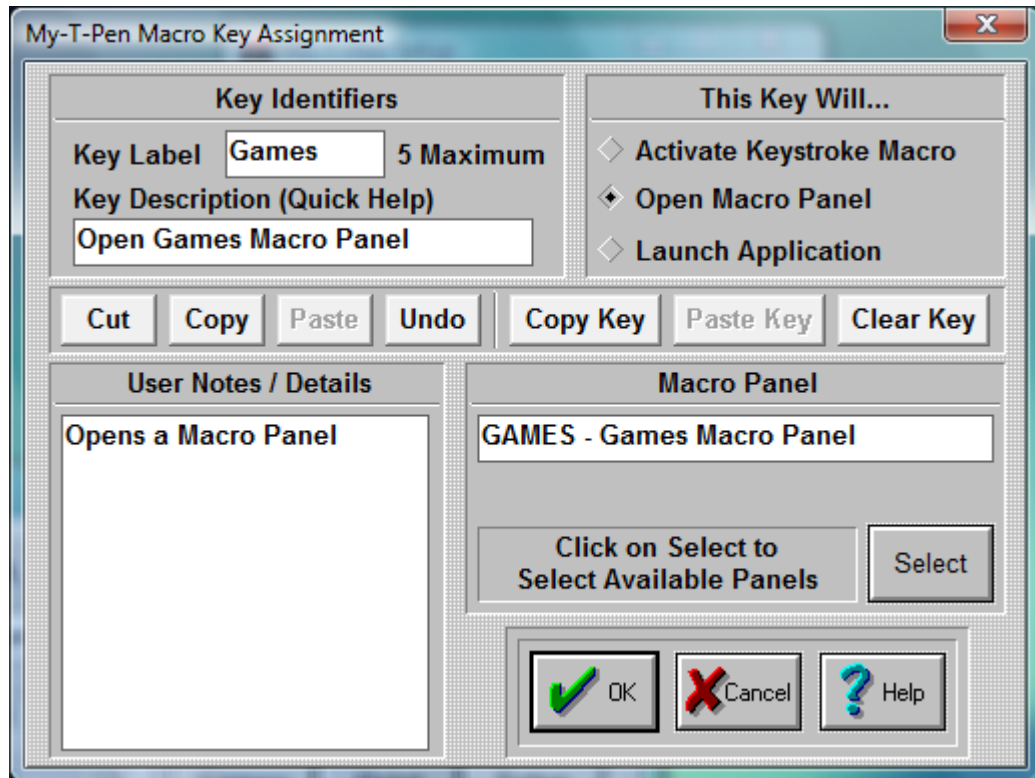 My-T-Pen Macro Key Assignment
Key Identifiers
Key Label Games 5 Maximum
Key Description (Quick Help)
Open Games Macro Panel
This Key Will...
Activate Keystroke Macro
Open Macro Panel
Launch Application
Cut Copy Paste Undo Copy Key Paste Key Clear Key
User Notes / Details
Opens a Macro Panel
Macro Panel
GAMES - Games Macro Panel
Click on Select to
Select Available Panels
Select
OK Cancel Help